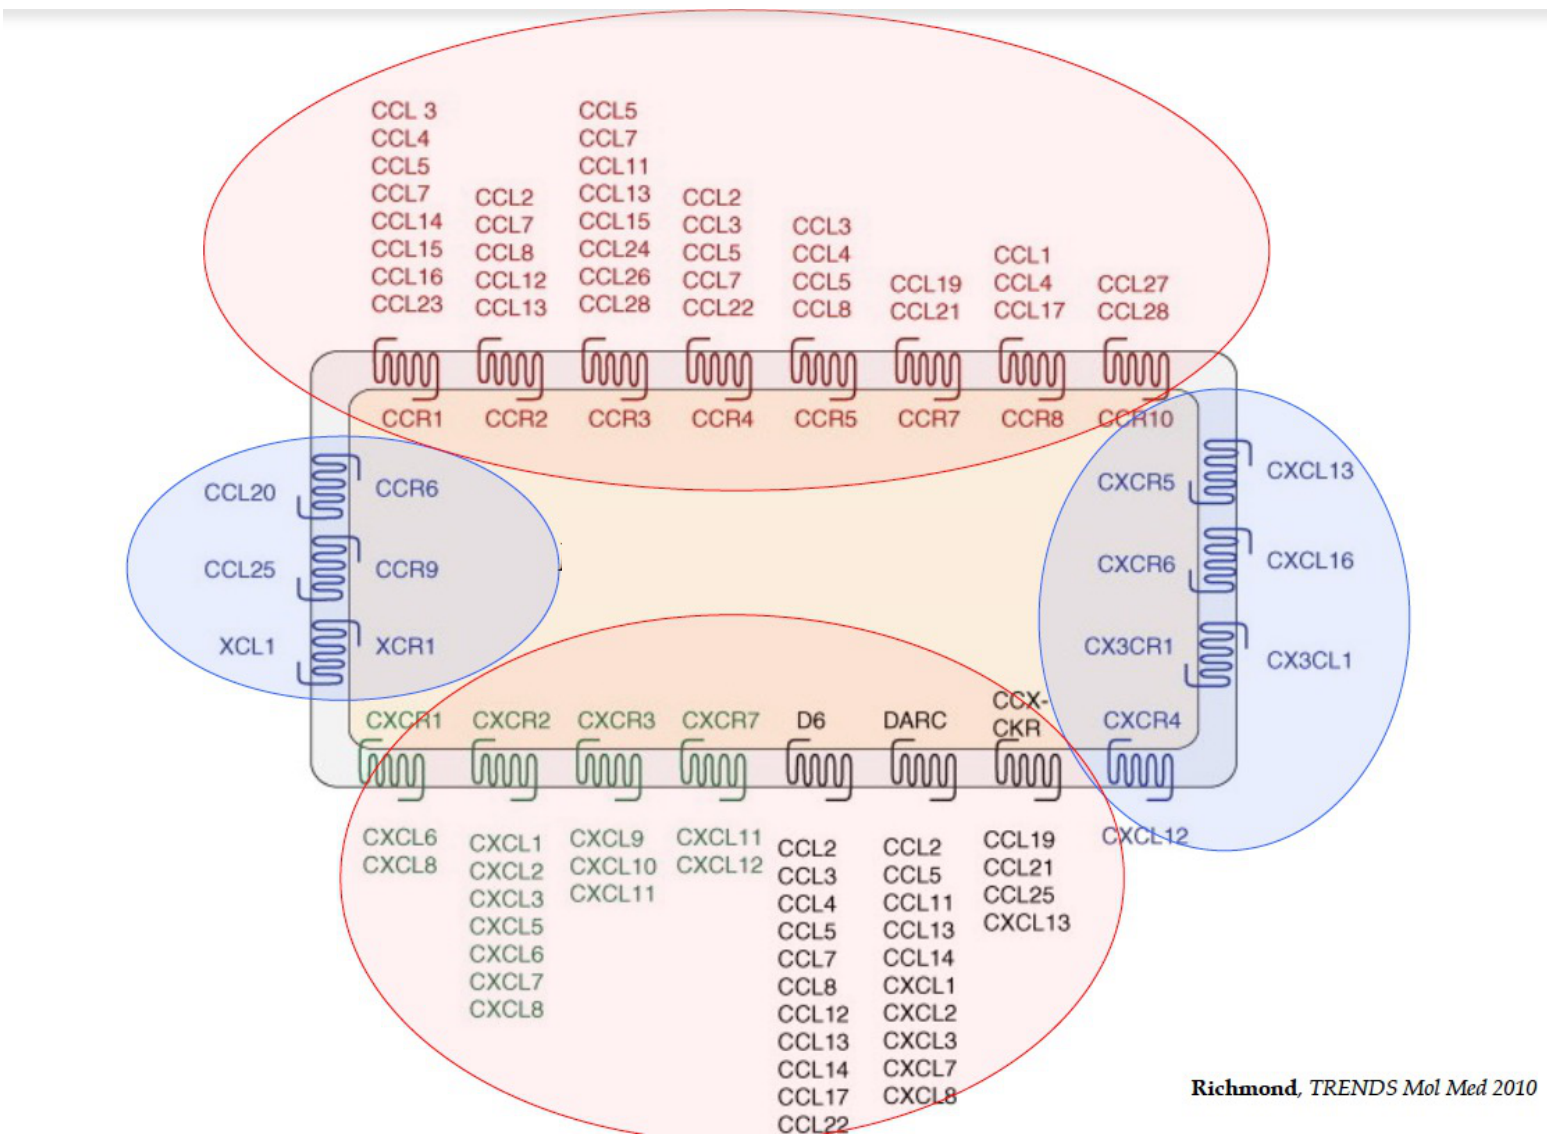 CCL 3
CCL4
CCL5
CCL7
CCL14
CCL15
CCL16
CCL23
CCR1
CCL2
CCL7
CCL8
CCL12
CCL13
CCR2
CCL5
CCL7
CCL11
CCL13
CCL15
CCL24
CCL26
CCL28
CCR3
CCL2
CCL3
CCL5
CCL7
CCL22
CCR4
CCL3
CCL4
CCL5
CCL8
CCR5
CCL19
CCL21
CCR7
CCL1
CCL4
CCL17
CCR8
CCL27
CCL28
CCR10
CCL20
CCR6
CCL25
CCR9
XCL1
XCR1
CXCR5
CXCL13
CXCR6
CXCL16
CX3CR1
CX3CL1
CXCR1
CXCL6
CXCL8
CXCR2
CXCL1
CXCL2
CXCL3
CXCL5
CXCL6
CXCL7
CXCL8
CXCR3
CXCL9
CXCL10
CXCL11
CXCR7
CXCL11
CXCL12
D6
CCL2
CCL3
CCL4
CCL5
CCL7
CCL8
CCL12
CCL13
CCL14
CCL17
CCL22
DARC
CCL2
CCL5
CCL11
CCL13
CCL14
CXCL1
CXCL2
CXCL3
CXCL7
CXCL8
CCX-
CKR
CCL19
CCL21
CCL25
CXCL13
CXCR4
CXCL12
Richmond, TRENDS Mol Med 2010